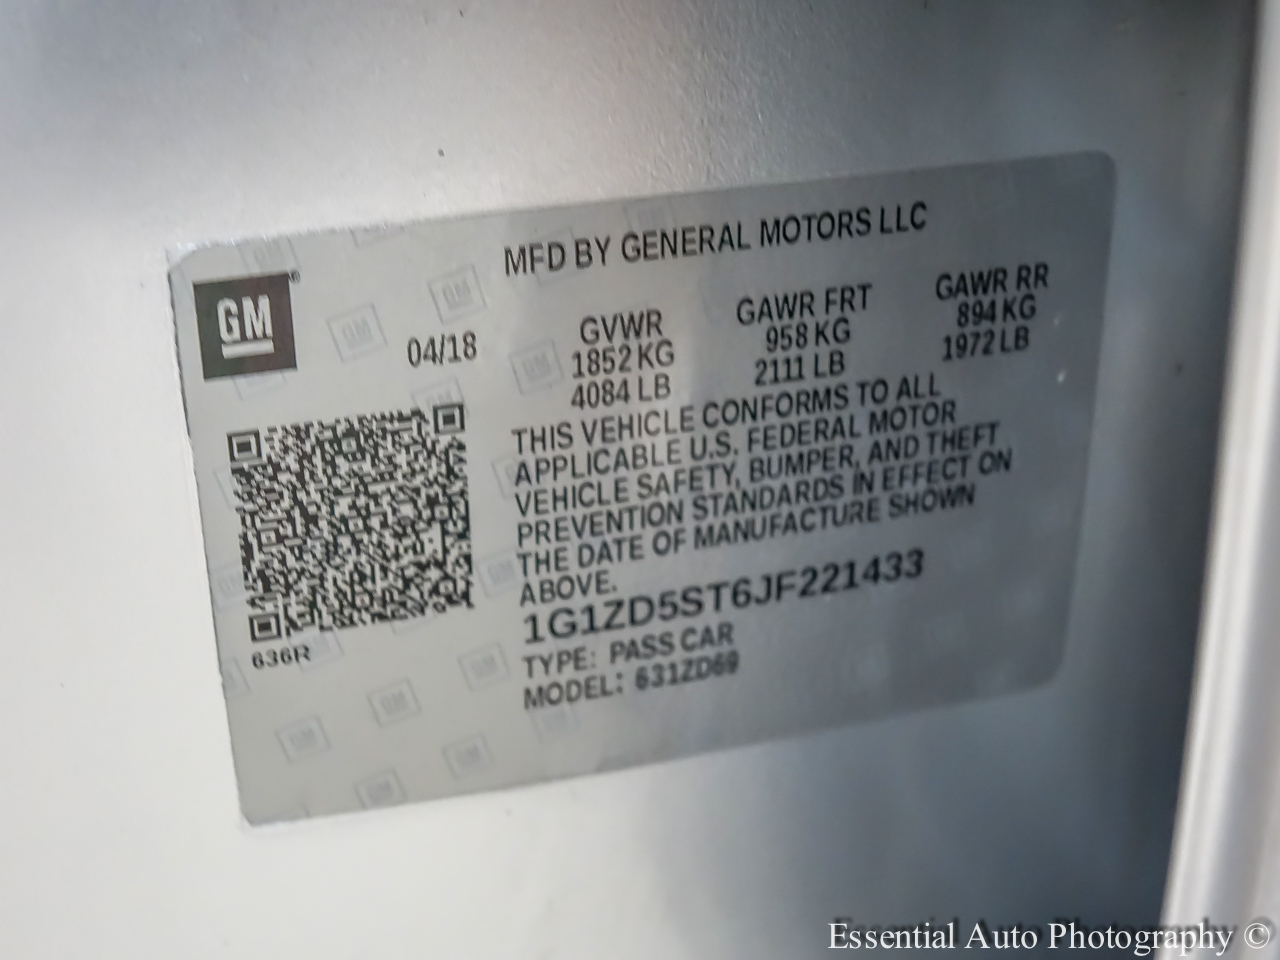 MFD BY GENERAL MOTORS LLC
GM
04/18
GVWR GAWR FRT GAWR RR
1852 KG 958 KG 894 KG
4084 LB 2111 LB 1972 LB
THIS VEHICLE CONFORMS TO ALL
APPLICABLE U.S. FEDERAL MOTOR
VEHICLE SAFETY, BUMPER, AND THEFT
PREVENTION STANDARDS IN EFFECT ON
THE DATE OF MANUFACTURE SHOWN
ABOVE.
1G1ZD5ST6JF221433
TYPE: PASS CAR
MODEL: 631ZD69
636R
Essential Auto Photography ©